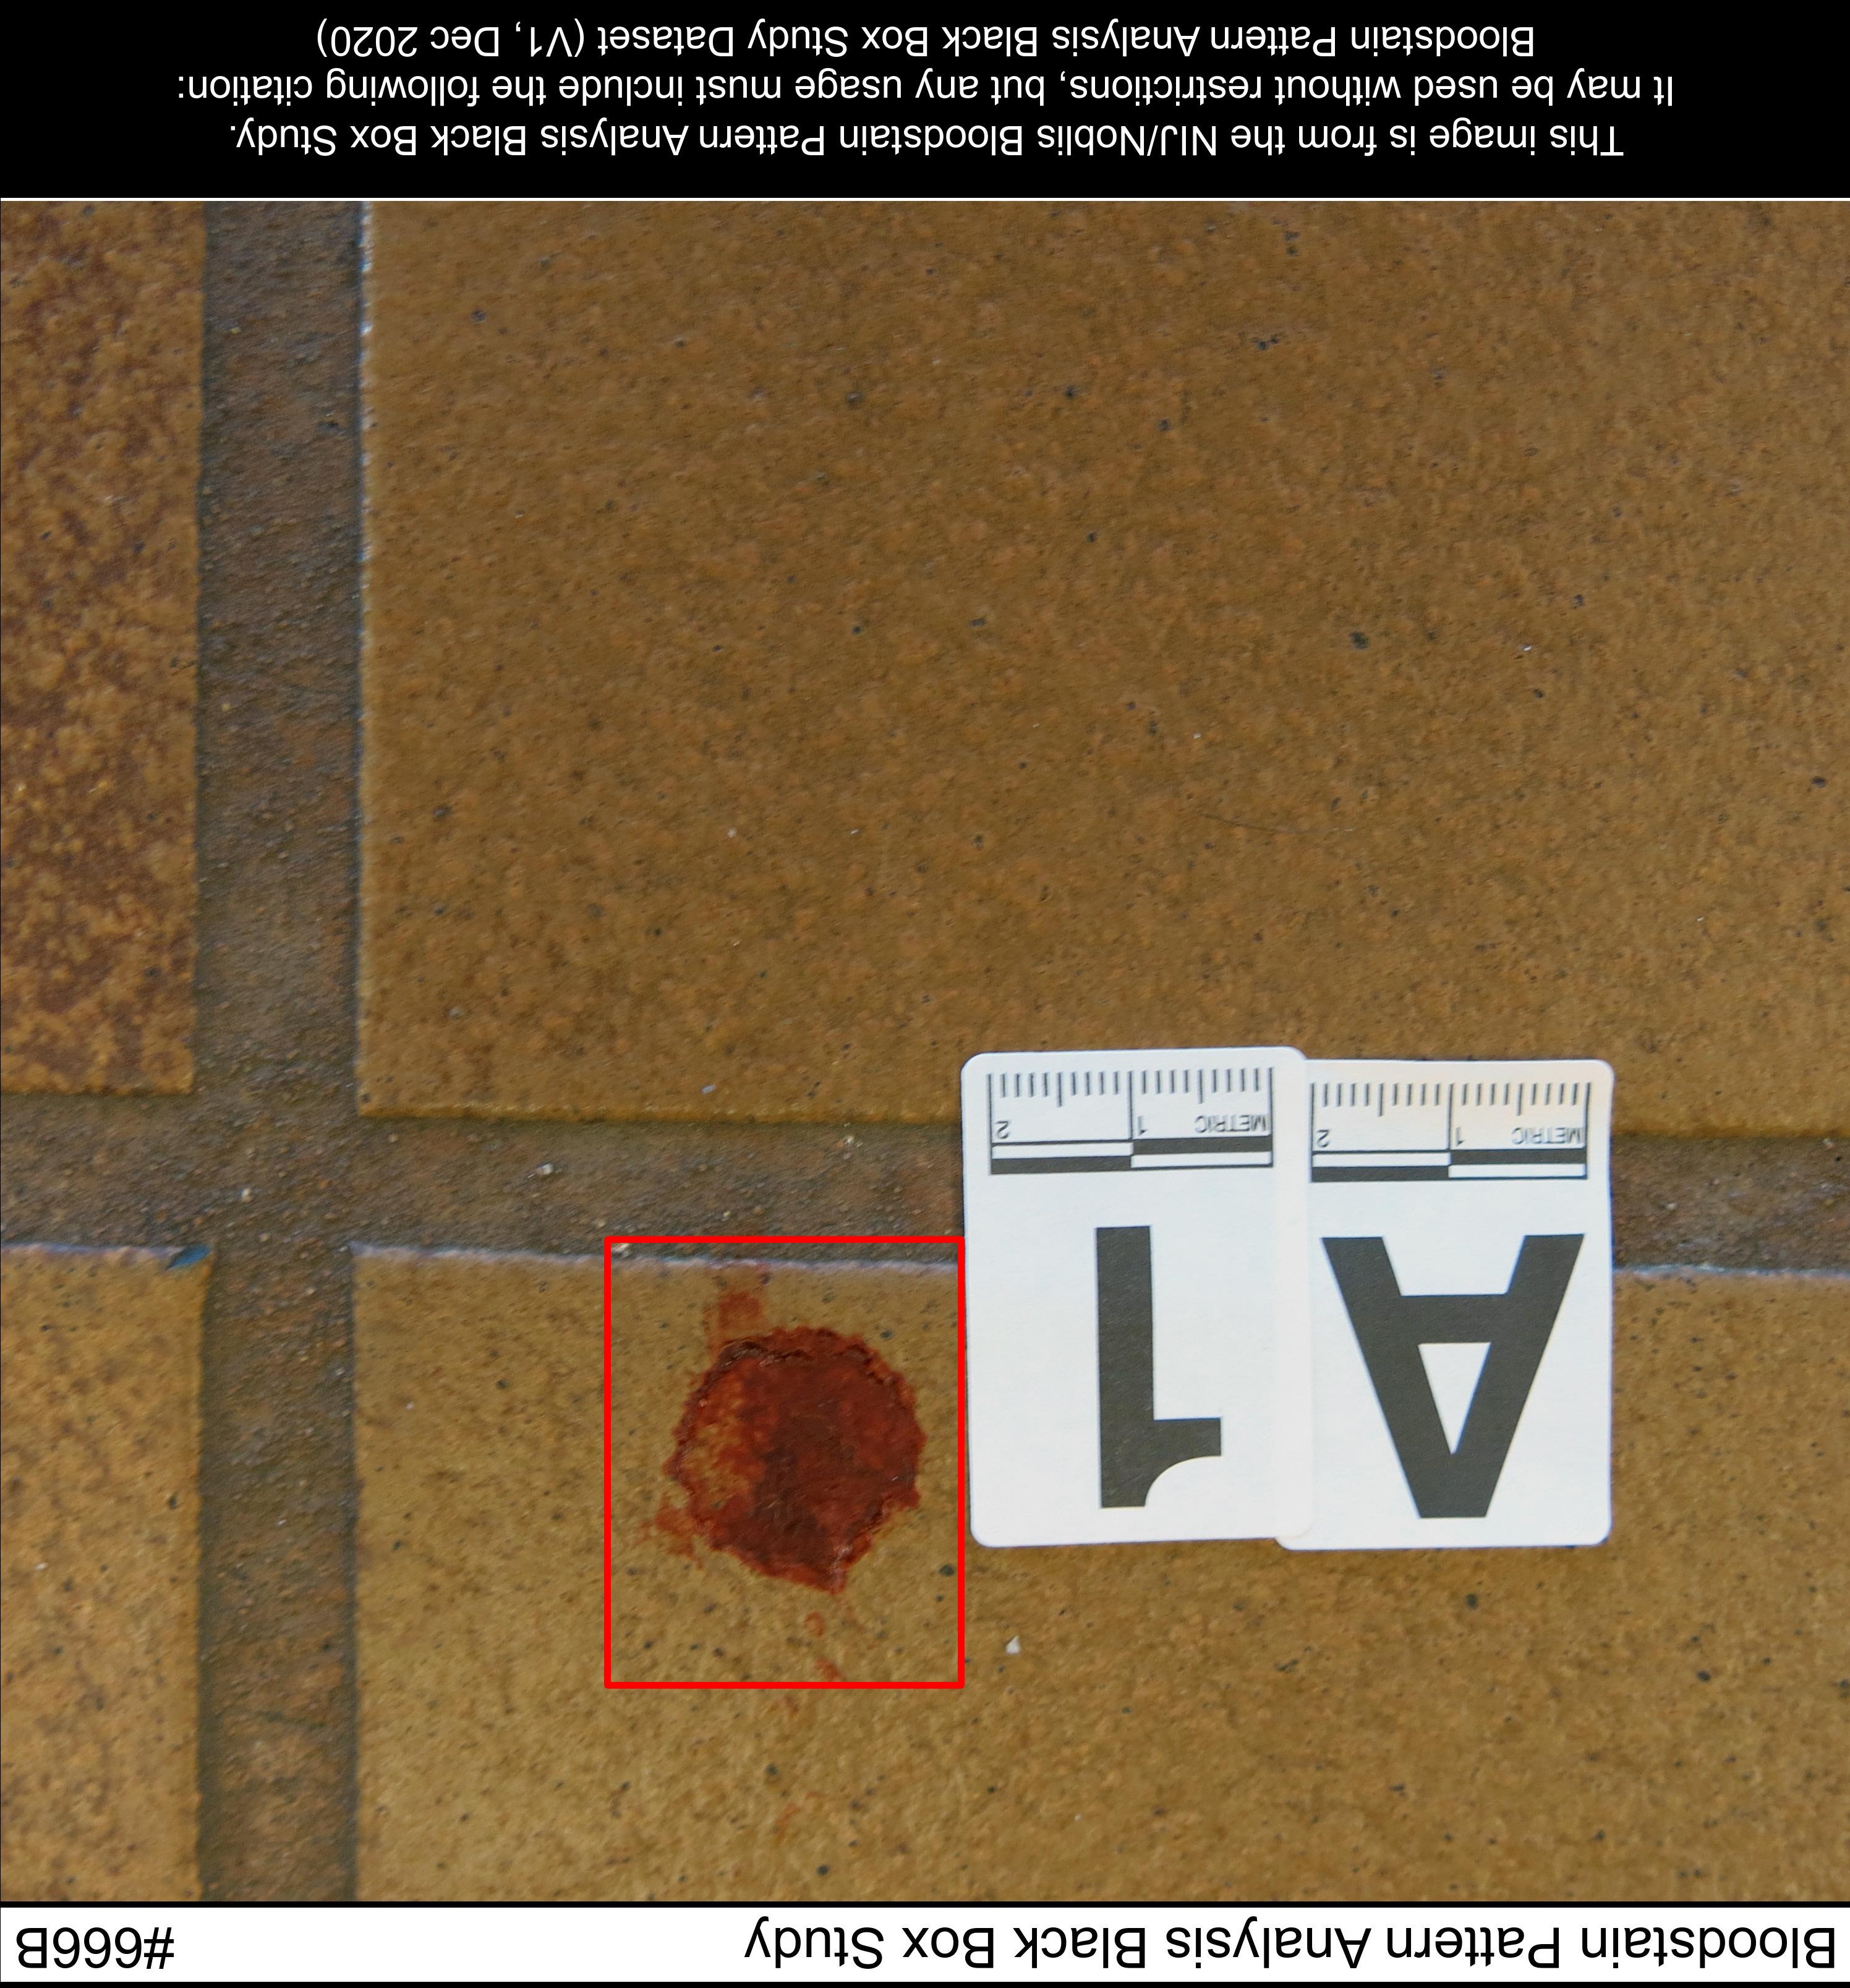 Bloodstain Pattern Analysis Black Box Study #666B
A
METRIC 1 2
1
METRIC 1 2
This image is from the NIJ/Noblis Bloodstain Pattern Analysis Black Box Study.
It may be used without restrictions, but any usage must include the following citation:
Bloodstain Pattern Analysis Black Box Study Dataset (V1, Dec 2020)